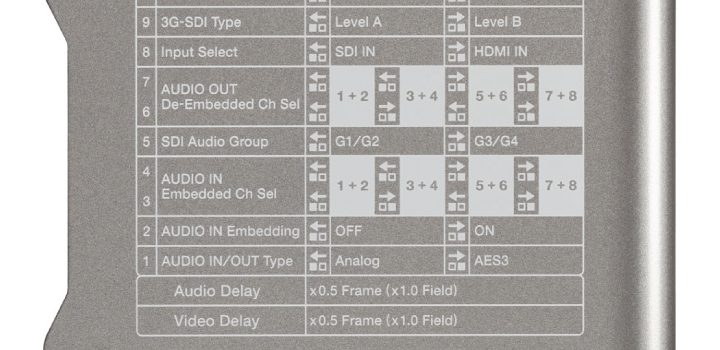 9 3G-SDI Type Level A Level B
8 Input Select SDI IN HDMI IN
7
6
AUDIO OUT
De-Embedded Ch Sel
1 + 2 3 + 4 5 + 6 7 + 8
5 SDI Audio Group G1/G2 G3/G4
4
3
AUDIO IN
Embedded Ch Sel
1 + 2 3 + 4 5 + 6 7 + 8
2 AUDIO IN Embedding OFF ON
1 AUDIO IN/OUT Type Analog AES3
Audio Delay x0.5 Frame (x1.0 Field)
Video Delay x0.5 Frame (x1.0 Field)